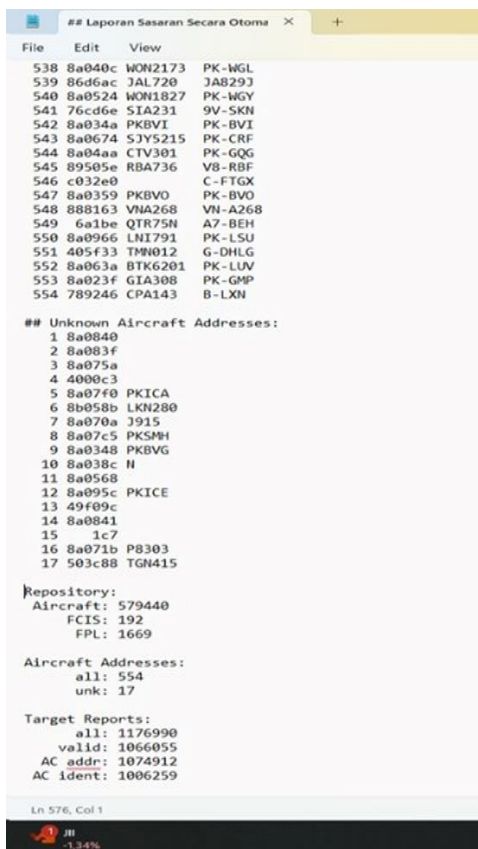 ## Laporan Sasaran Secara Otoma
File Edit View
538 8a040c WON2173 PK-WGL
539 86d6ac JAL720 JA829J
540 8a0524 WON1827 PK-WGY
541 76cd6e SIA231 9V-SKN
542 8a034a PKBVI PK-BVI
543 8a0674 SJY5215 PK-CRF
544 8a04aa CTV301 PK-GQG
545 89505e RBA736 V8-RBF
546 c032e0 C-FTGX
547 8a0359 PKBVO PK-BVO
548 888163 VNA268 VN-A268
549 6a1be QTR75N A7-BEH
550 8a0966 LNI791 PK-LSU
551 405f33 TMN012 G-DHLG
552 8a063a BTK6201 PK-LUV
553 8a023f GIA308 PK-GMP
554 789246 CPA143 B-LXN
## Unknown Aircraft Addresses:
1 8a0840
2 8a083f
3 8a075a
4 4000c3
5 8a07f0 PKICA
6 8b058b LKN280
7 8a070a J915
8 8a07c5 PKSMH
9 8a0348 PKBVG
10 8a038c N
11 8a0568
12 8a095c PKICE
13 49f09c
14 8a0841
15 1c7
16 8a071b P8303
17 503c88 TGN415
Repository:
Aircraft: 579440
FCIS: 192
FPL: 1669
Aircraft Addresses:
all: 554
unk: 17
Target Reports:
all: 1176990
valid: 1066055
AC addr: 1074912
AC ident: 1006259
Ln 576, Col 1
1
JII
-1.34%